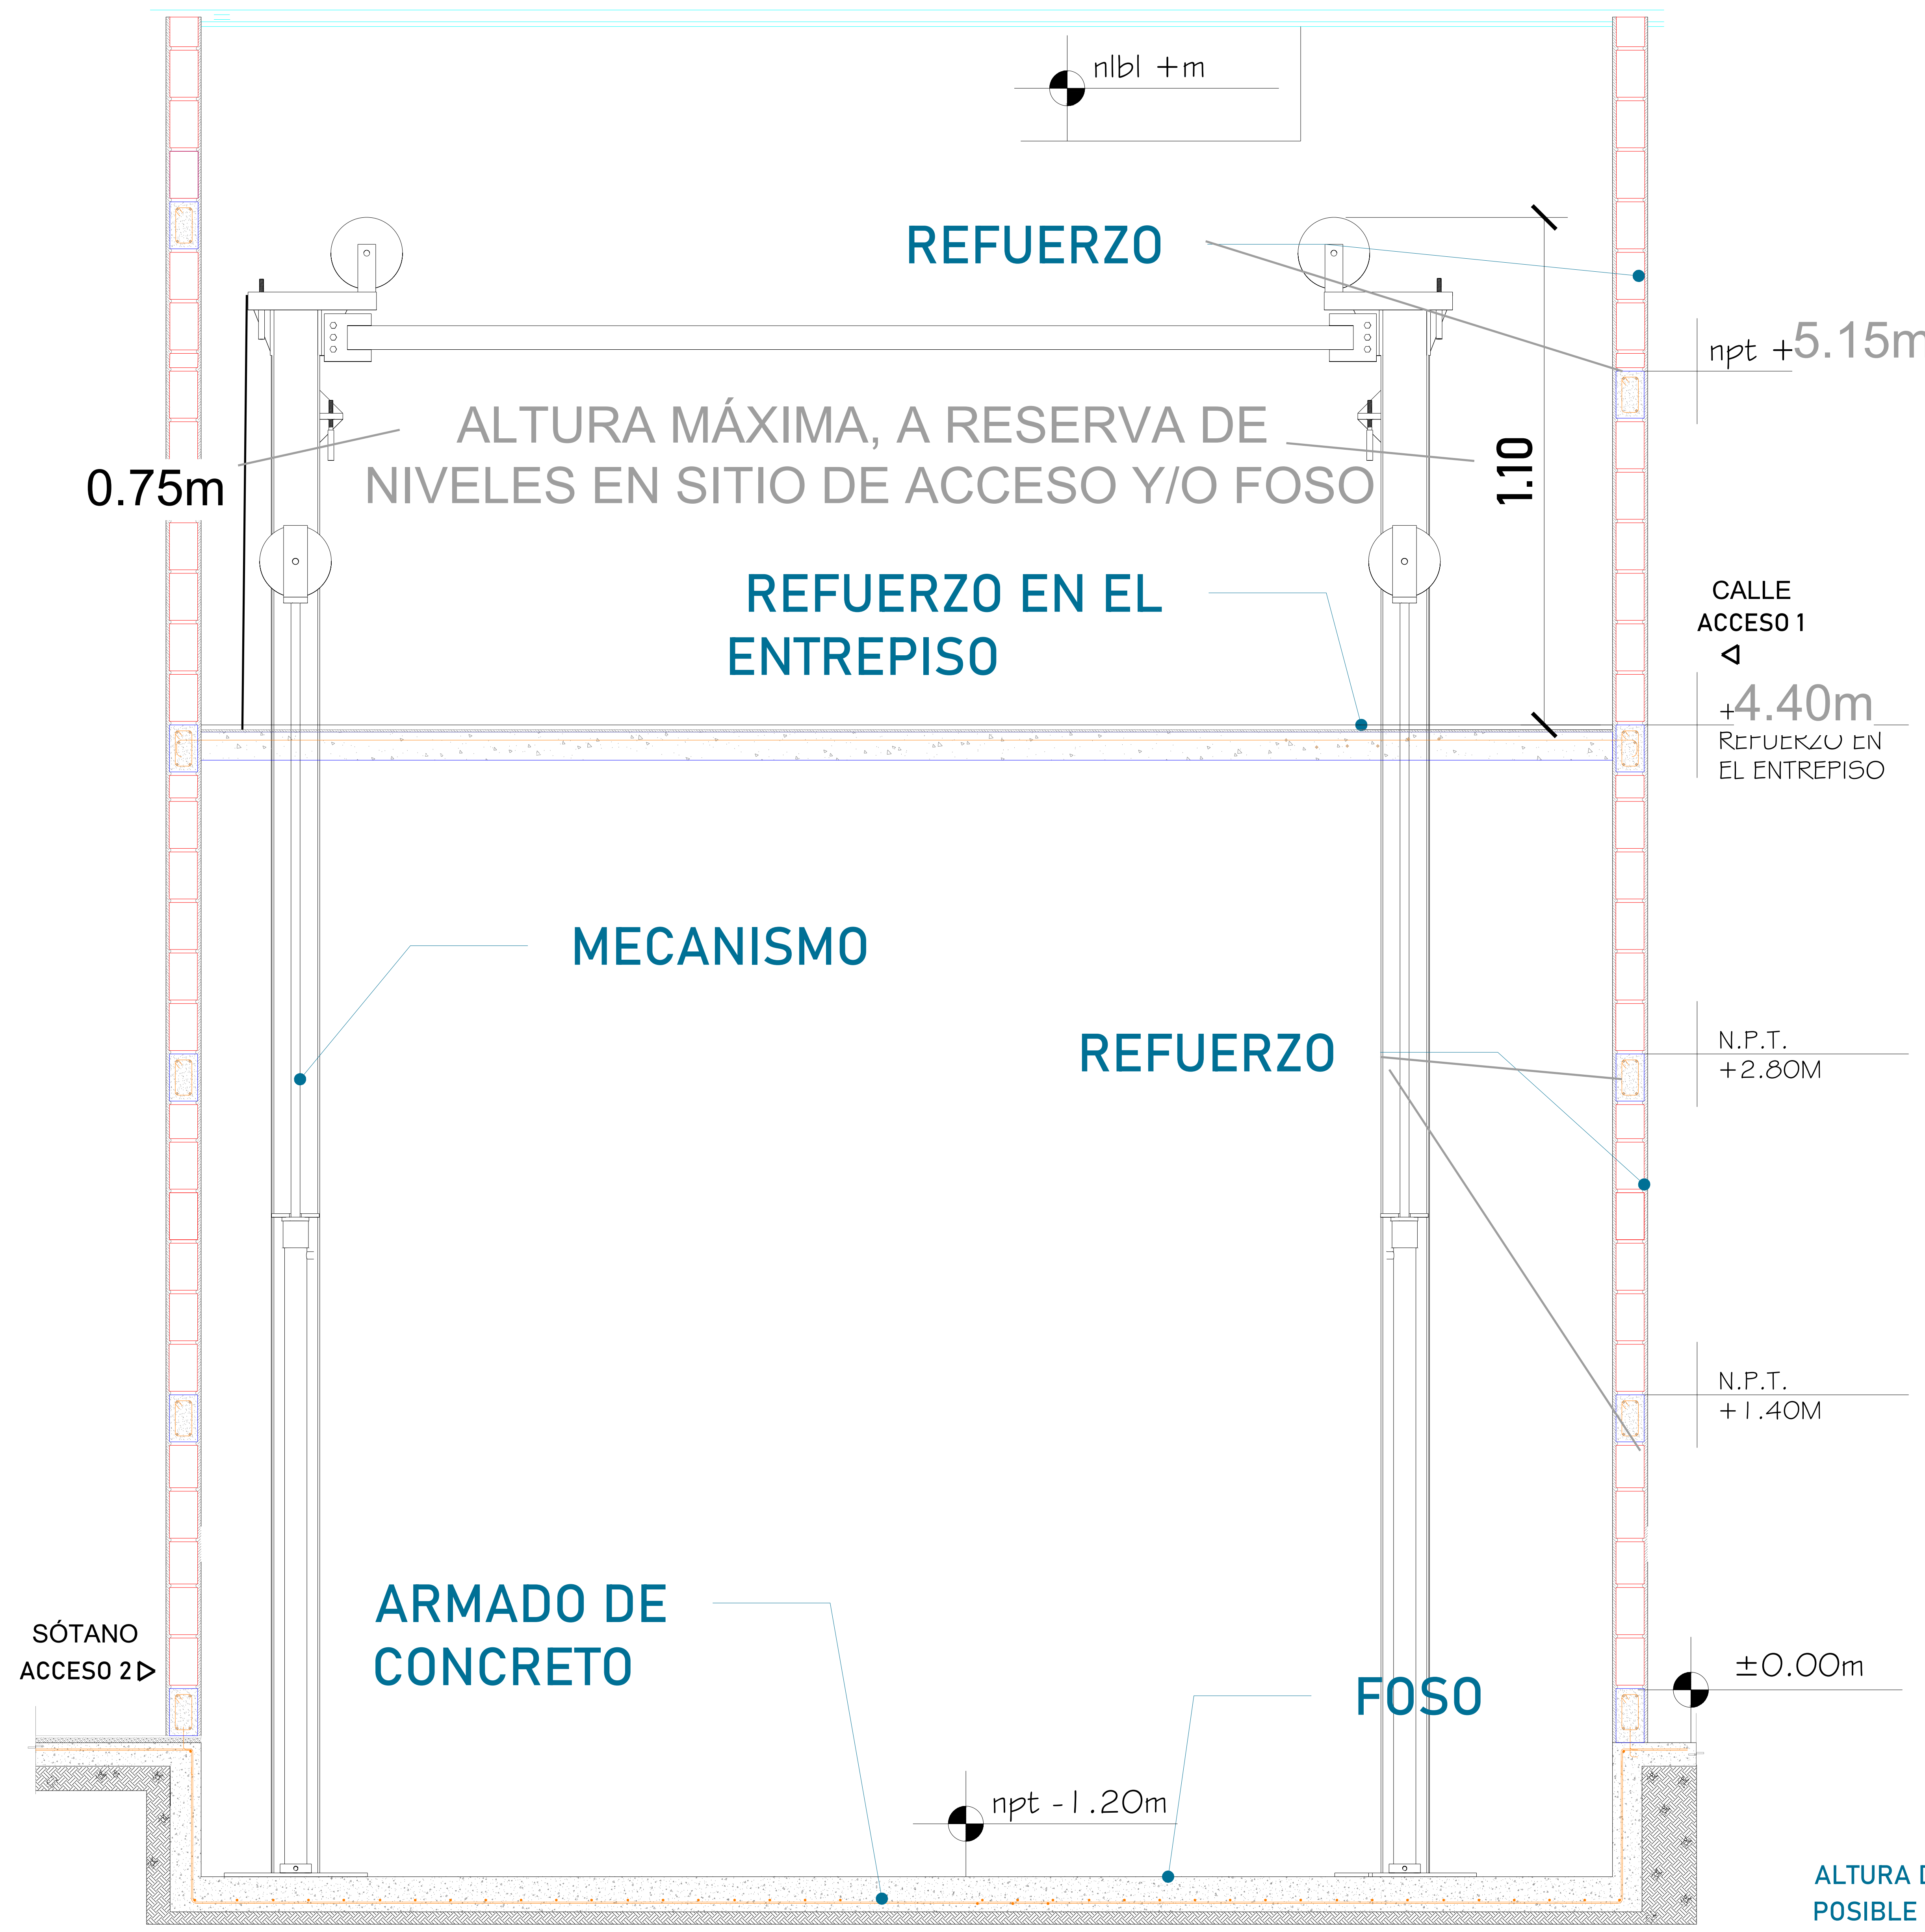 nlbl +m
REFUERZO
npt +5.15m
ALTURA MÁXIMA, A RESERVA DE
NIVELES EN SITIO DE ACCESO Y/O FOSO
0.75m
1.10
REFUERZO EN EL
ENTREPISO
CALLE
ACCESO 1
+4.40m
REFUERZO EN
EL ENTREPISO
MECANISMO
REFUERZO
N.P.T.
+2.80M
N.P.T.
+1.40M
ARMADO DE
CONCRETO
SÓTANO
ACCESO 2
FOSO
±0.00m
npt -1.20m
ALTURA
POSIBLE